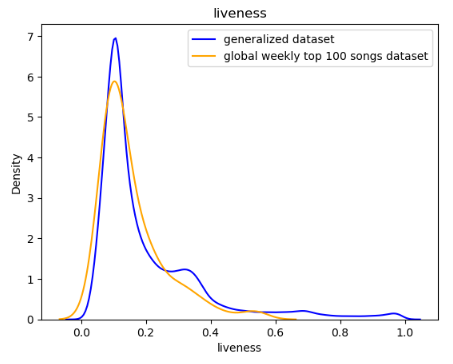 liveness
generalized dataset
global weekly top 100 songs dataset
7
6
5
4
3
2
1
0
Density
0.0 0.2 0.4 0.6 0.8 1.0
liveness